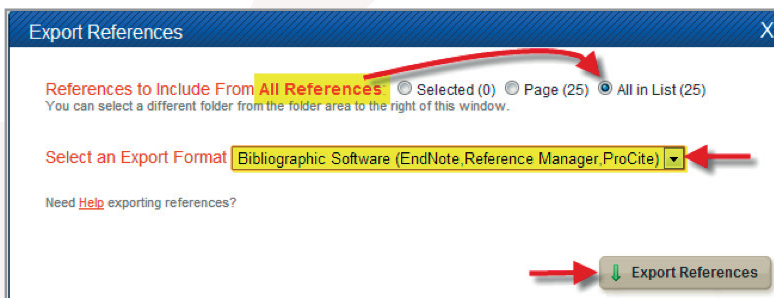 Export References X
References to Include From All References: Selected (0) Page (25) All in List (25)
You can select a different folder from the folder area to the right of this window.
Select an Export Format Bibliographic Software (EndNote,Reference Manager,ProCite)
Need Help exporting references?
Export References